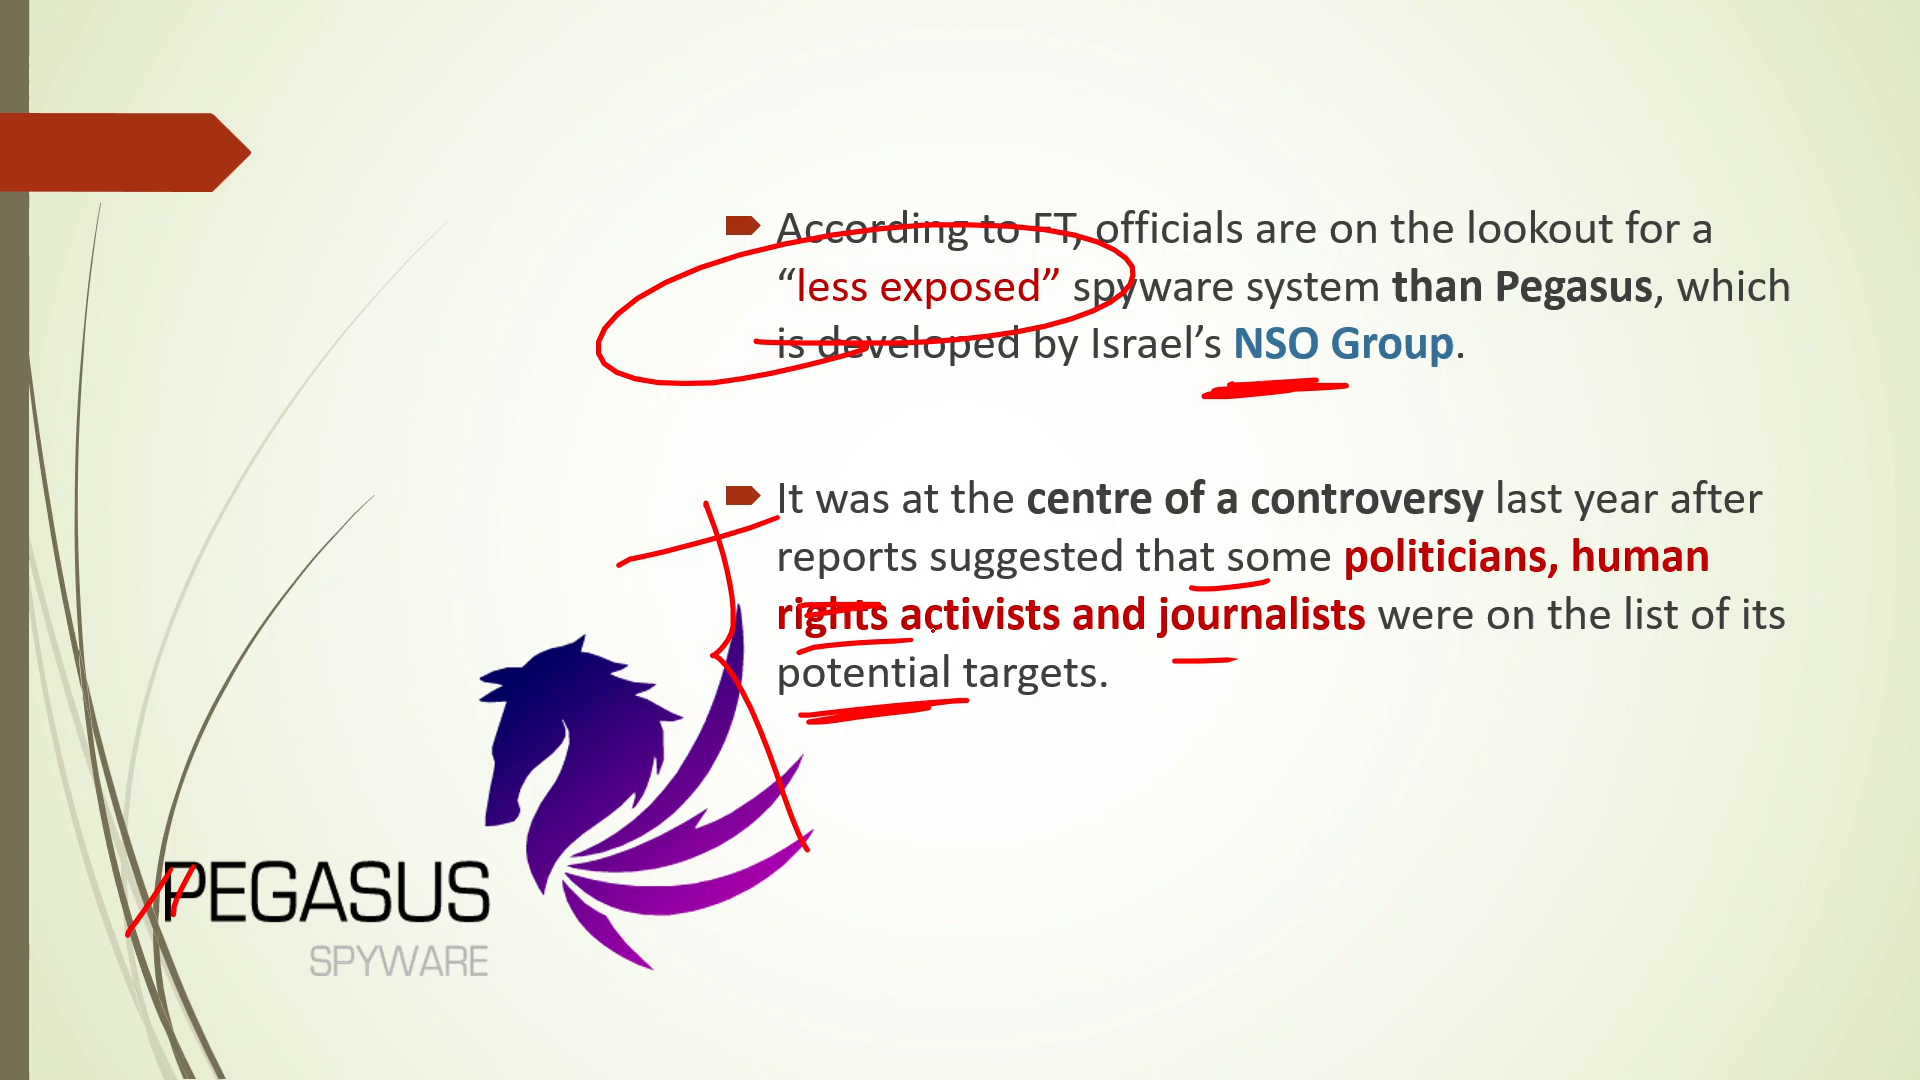 According to FT, officials are on the lookout for a
“less exposed” spyware system than Pegasus, which
is developed by Israel’s NSO Group.
It was at the centre of a controversy last year after
reports suggested that some politicians, human
rights activists and journalists were on the list of its
potential targets.
PEGASUS
SPYWARE